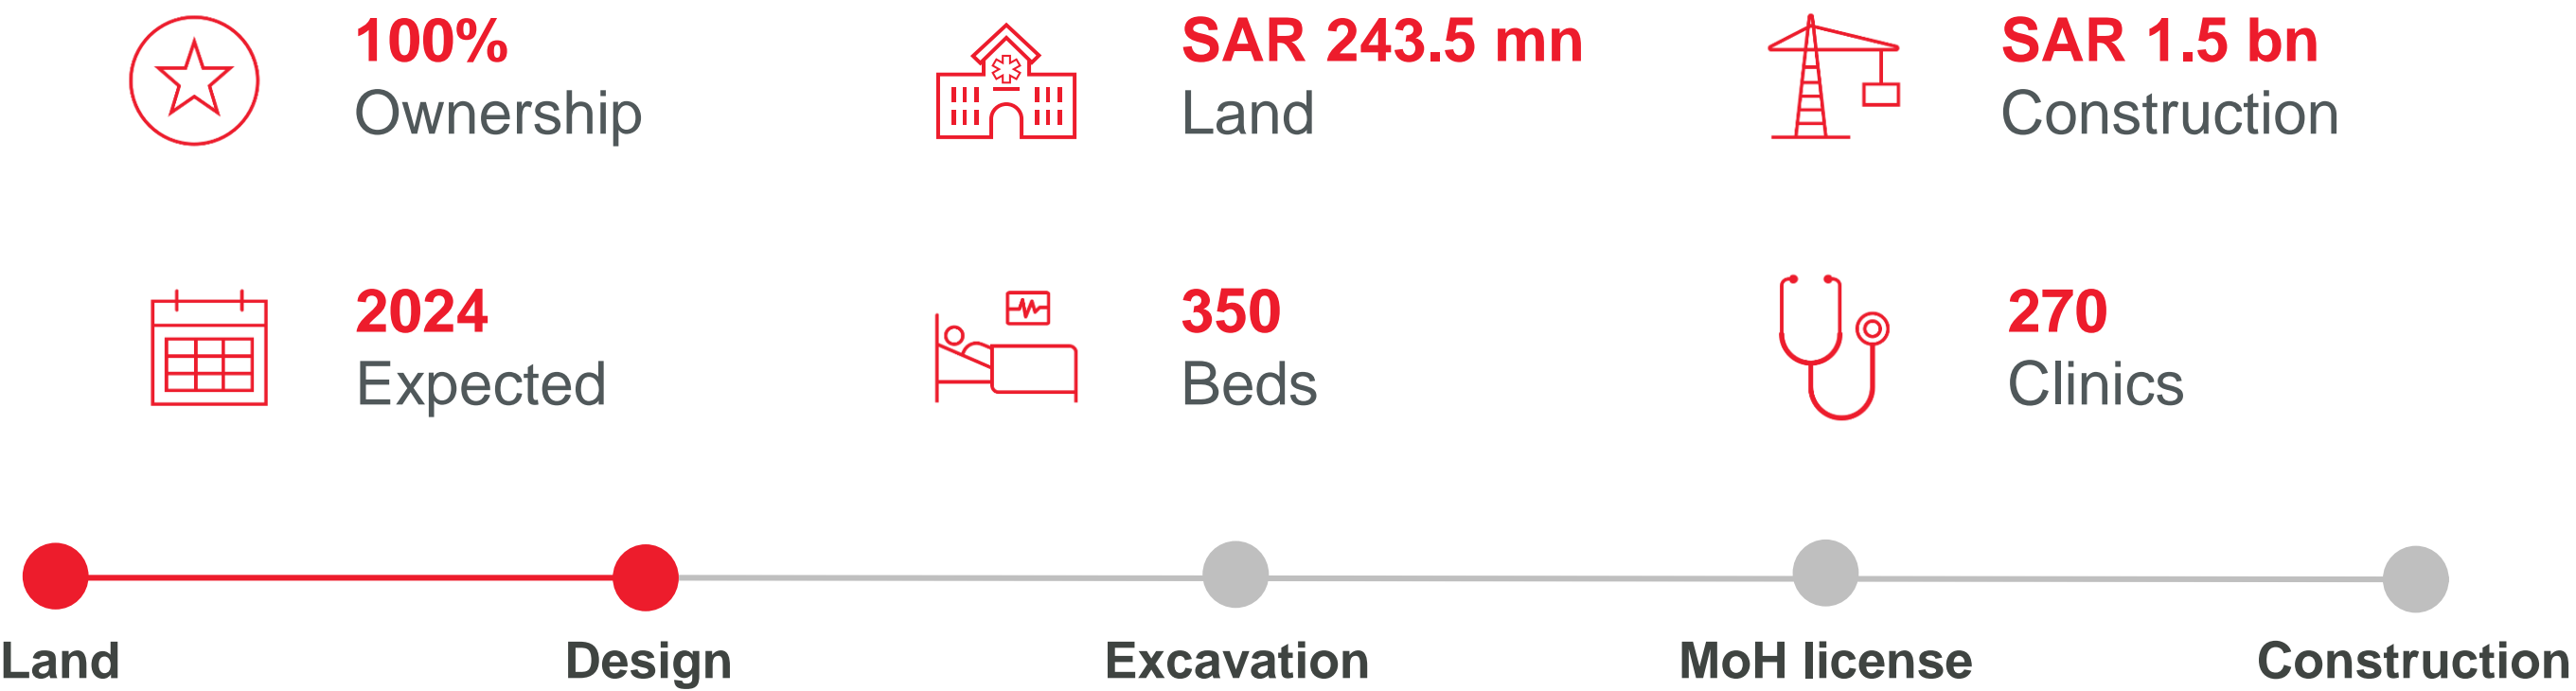 100%
Ownership
SAR 243.5 mn
Land
SAR 1.5 bn
Construction
2024
Expected
350
Beds
270
Clinics
Land
Design
Excavation
MoH license
Construction